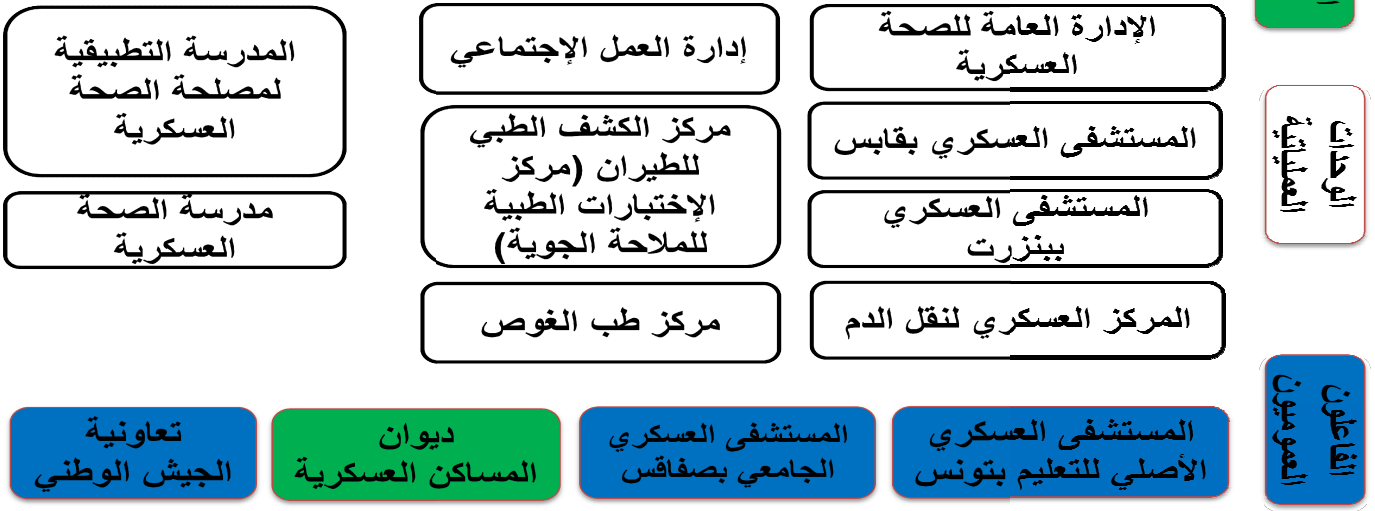 الإدارة العامة للصحة
العسكرية
المستشفى العسكري بقابس
المستشفى العسكري
ببنزرت
المركز العسكري لنقل الدم
إدارة العمل الإجتماعي
مركز الكشف الطبي
للطيران (مركز
الإختبارات الطبية
للملاحة الجوية)
مركز طب الغوص
المدرسة التطبيقية
لمصلحة الصحة
العسكرية
مدرسة الصحة
العسكرية
الوحدات
العملياتية
الفاعلون
العموميون
المستشفى العسكري
الأصلي للتعليم بتونس
المستشفى العسكري
الجامعي بصفاقس
ديوان
المساكن العسكرية
تعاونية
الجيش الوطني